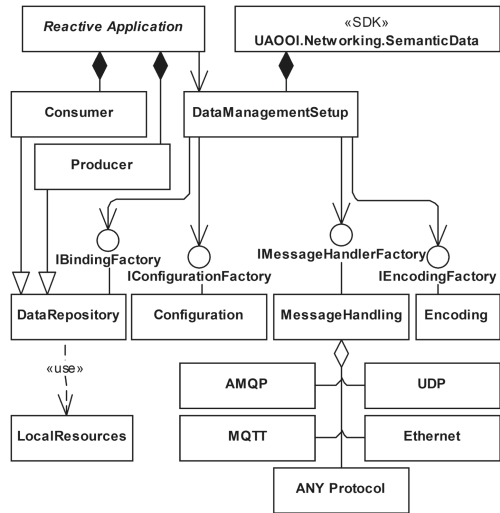 Reactive Application
«SDK»
UAOOI.Networking.SemanticData
Consumer
DataManagementSetup
Producer
IBindingFactory
IMessageHandlerFactory
IConfigurationFactory
IEncodingFactory
DataRepository
Configuration
MessageHandling
Encoding
«use»
AMQP
UDP
LocalResources
MQTT
Ethernet
ANY Protocol